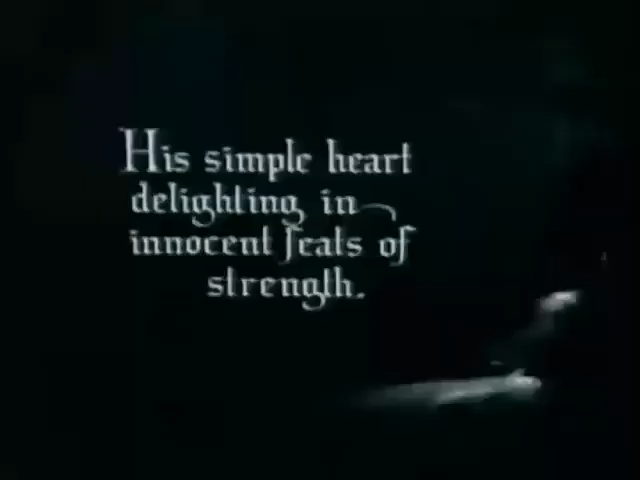 His simple heart
delighting in
innocent feats of
strength.